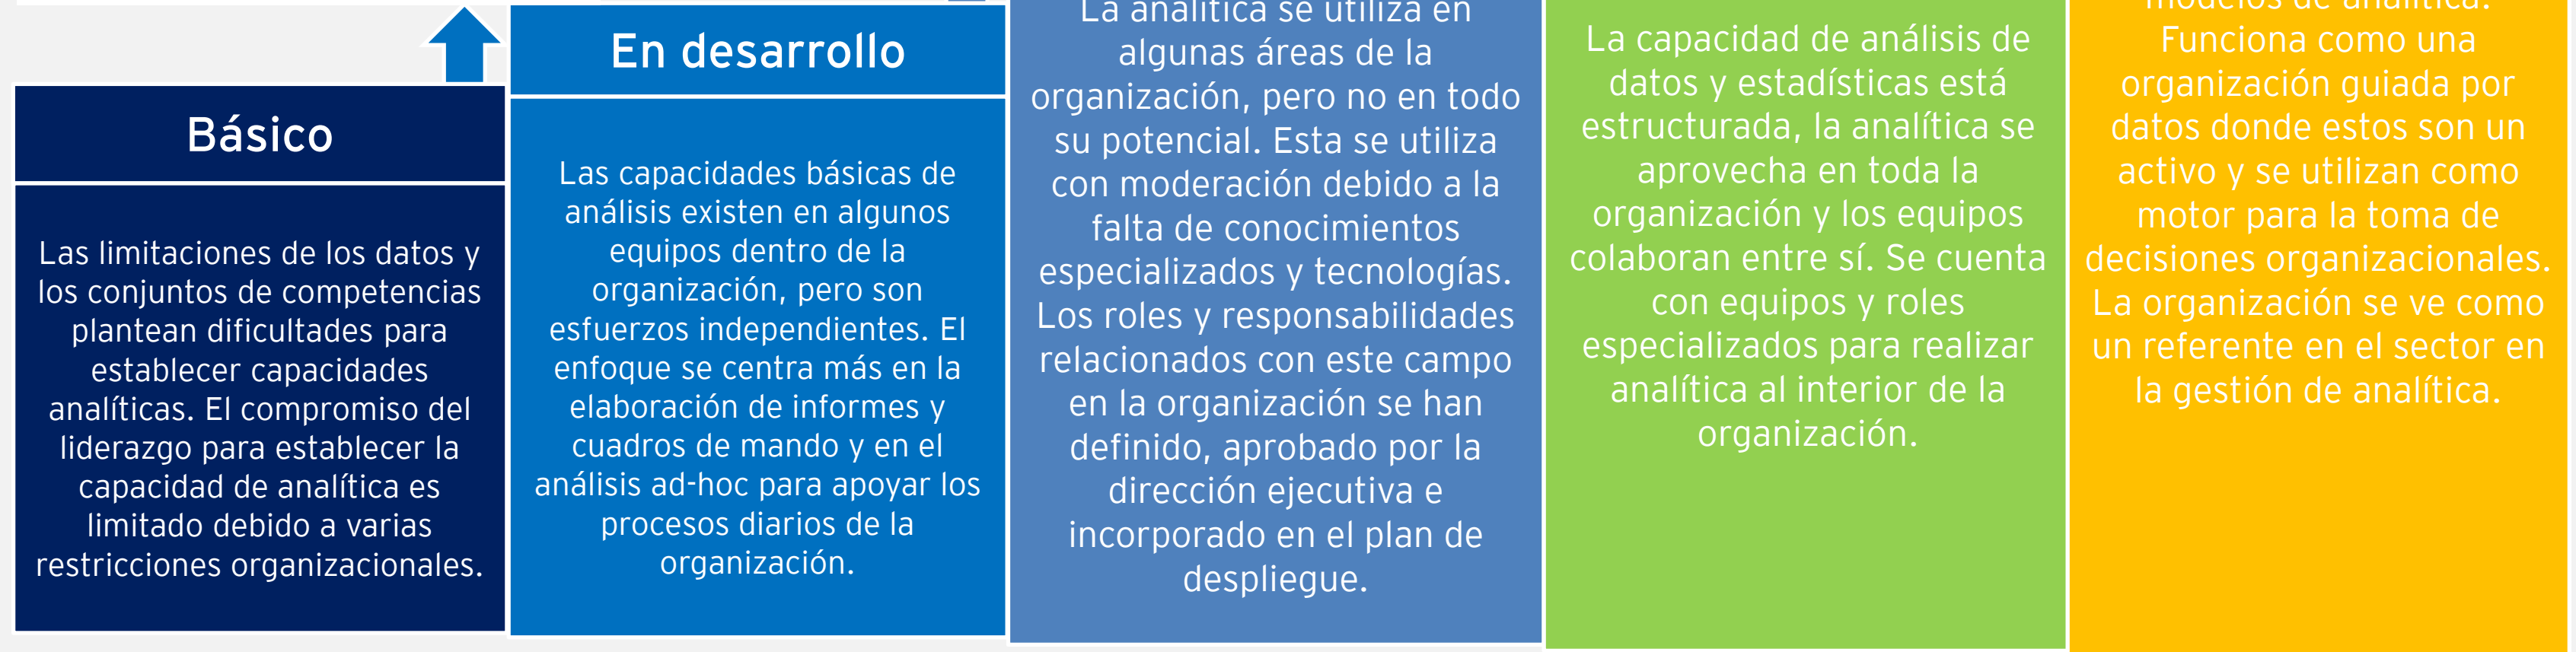 Básico
Las limitaciones de los datos y
los conjuntos de competencias
plantean dificultades para
establecer capacidades
analíticas. El compromiso del
liderazgo para establecer la
capacidad de analítica es
limitado debido a varias
restricciones organizacionales.
En desarrollo
Las capacidades básicas de
análisis existen en algunos
equipos dentro de la
organización, pero son
esfuerzos independientes. El
enfoque se centra más en la
elaboración de informes y
cuadros de mando y en el
análisis ad-hoc para apoyar los
procesos diarios de la
organización.
La analítica se utiliza en
algunas áreas de la
organización, pero no en todo
su potencial. Esta se utiliza
con moderación debido a la
falta de conocimientos
especializados y tecnologías.
Los roles y responsabilidades
relacionados con este campo
en la organización se han
definido, aprobado por la
dirección ejecutiva e
incorporado en el plan de
despliegue.
La capacidad de análisis de
datos y estadísticas está
estructurada, la analítica se
aprovecha en toda la
organización y los equipos
colaboran entre sí. Se cuenta
con equipos y roles
especializados para realizar
analítica al interior de la
organización.
modelos de analítica.
Funciona como una
organización guiada por
datos donde estos son un
activo y se utilizan como
motor para la toma de
decisiones organizacionales.
La organización se ve como
un referente en el sector en
la gestión de analítica.